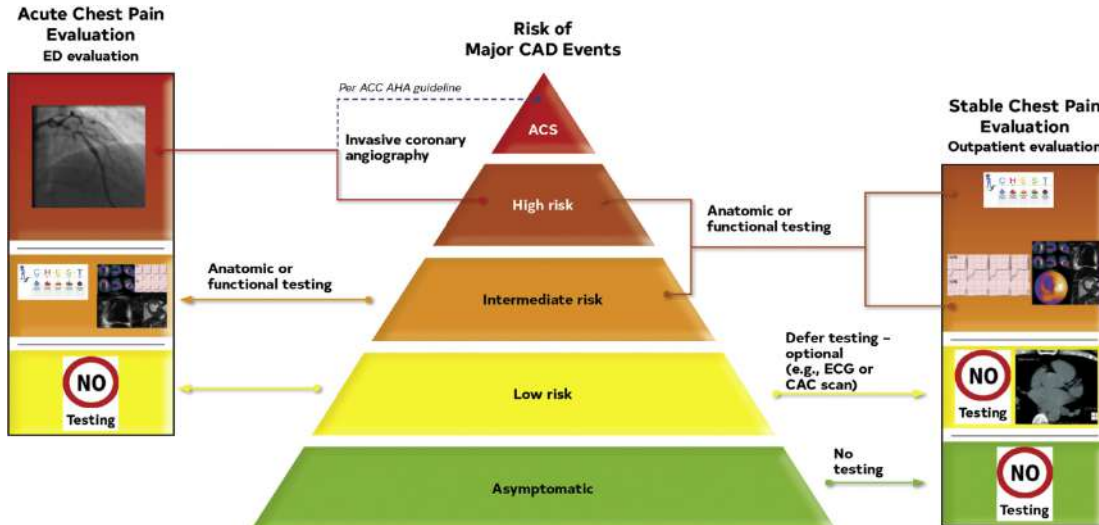 Acute Chest Pain
Evaluation
ED evaluation
Risk of
Major CAD Events
Per ACC AHA guideline
Invasive coronary
angiography
ACS
High risk
Anatomic or
functional testing
Intermediate risk
Anatomic or
functional testing
Low risk
Defer testing –
optional
(e.g., ECG or
CAC scan)
Asymptomatic
No
testing
C H E S T
NO
Testing
Stable Chest Pain
Evaluation
Outpatient evaluation
C H E S T
NO
Testing
NO
Testing